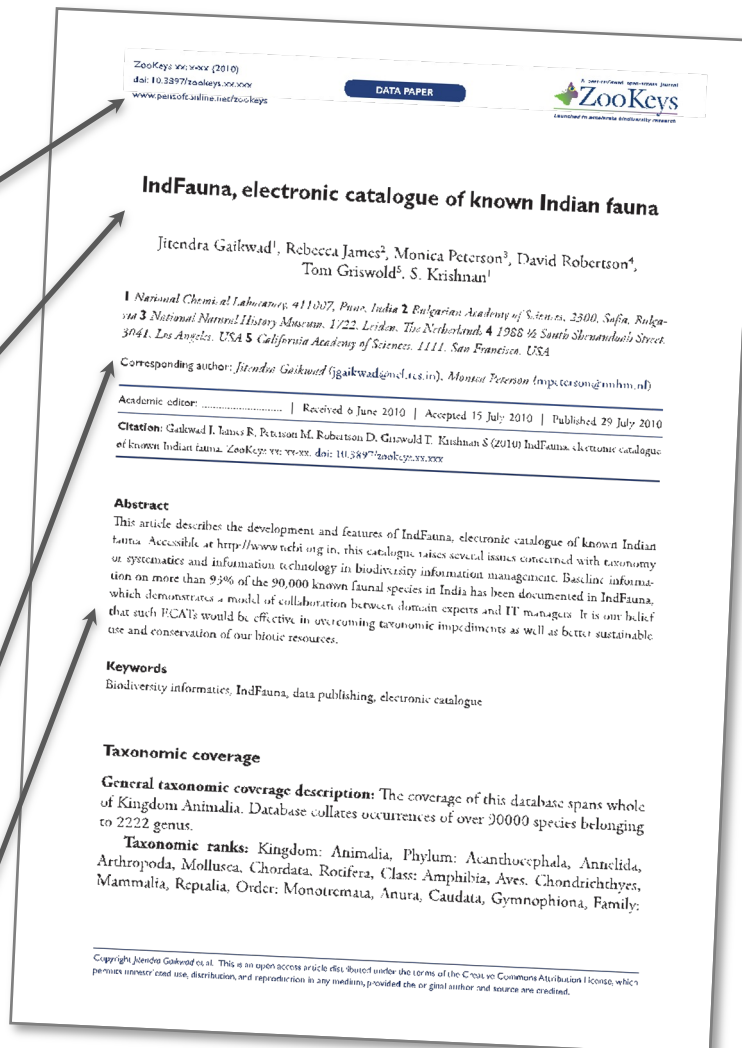 ZooKeys xx: x-xx (2010)
doi: 10.3897/zookeys.xx.xxx
www.pensoftonline.net/zookeys
DATA PAPER
A peer-reviewed open-access journal
ZooKeys
Launched to accelerate biodiversity research
IndFauna, electronic catalogue of known Indian fauna
Jitendra Gaikwad¹, Rebecca James², Monica Peterson³, David Robertson⁴,
Tom Griswold⁵, S. Krishnan¹
1 National Chemical Laboratory, 411007, Pune, India 2 Bulgarian Academy of Sciences, 2300, Sofia, Bulga-
ria 3 National Natural History Museum, 1722, Leiden, The Netherland, 4 1988 ½ South Shenandoah Street,
3041, Los Angeles, USA 5 California Academy of Sciences, 1111, San Francisco, USA
Corresponding author: Jitendra Gaikwad (jgaikwad@ncl.res.in), Monica Peterson (mpeterson@nnhm.nl)
Academic editor: ............................ | Received 6 June 2010 | Accepted 15 July 2010 | Published 29 July 2010
Citation: Gaikwad J, James R, Peterson M, Robertson D, Griswold T, Krishnan S (2010) IndFauna, electronic catalogue
of known Indian fauna. ZooKeys xx: xx-xx. doi: 10.3897/zookeys.xx.xxx
Abstract
This article describes the development and features of IndFauna, electronic catalogue of known Indian
fauna. Accessible at http://www.ncbi.org.in, this catalogue raises several issues concerned with taxonomy
or systematics and information technology in biodiversity information management. Baseline informa-
tion on more than 93% of the 90,000 known faunal species in India has been documented in IndFauna,
which demonstrates a model of collaboration between domain experts and IT managers. It is our belief
that such ECATs would be effective in overcoming taxonomic impediments as well as better sustainable
use and conservation of our biotic resources.
Keywords
Biodiversity informatics, IndFauna, data publishing, electronic catalogue
Taxonomic coverage
General taxonomic coverage description: The coverage of this database spans whole
of Kingdom Animalia. Database collates occurrences of over 90000 species belonging
to 2222 genus.
Taxonomic ranks: Kingdom: Animalia, Phylum: Acanthocephala, Annelida,
Arthropoda, Mollusca, Chordata, Rotifera, Class: Amphibia, Aves, Chondrichthyes,
Mammalia, Reptalia, Order: Monotremata, Anura, Caudata, Gymnophiona, Family:
Copyright Jitendra Gaikwad et al. This is an open access article distributed under the terms of the Creative Commons Attribution License, which
permits unrestricted use, distribution, and reproduction in any medium, provided the original author and source are credited.